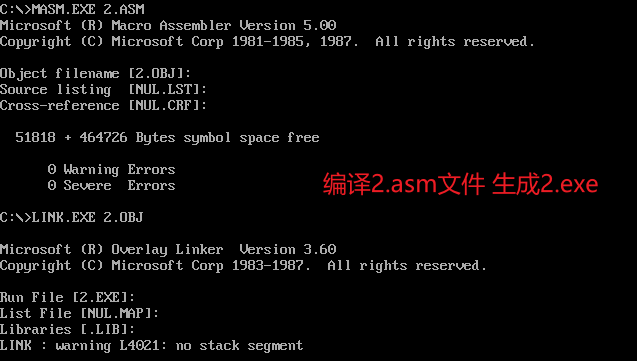 C:\>MASM.EXE 2.ASM
Microsoft (R) Macro Assembler Version 5.00
Copyright (C) Microsoft Corp 1981-1985, 1987.  All rights reserved.
Object filename [2.OBJ]:
Source listing  [NUL.LST]:
Cross-reference [NUL.CRF]:
51818 + 464726 Bytes symbol space free
0 Warning Errors
0 Severe  Errors
编译2.asm文件 生成2.exe
C:\>LINK.EXE 2.OBJ
Microsoft (R) Overlay Linker  Version 3.60
Copyright (C) Microsoft Corp 1983-1987.  All rights reserved.
Run File [2.EXE]:
List File [NUL.MAP]:
Libraries [.LIB]:
LINK : warning L4021: no stack segment